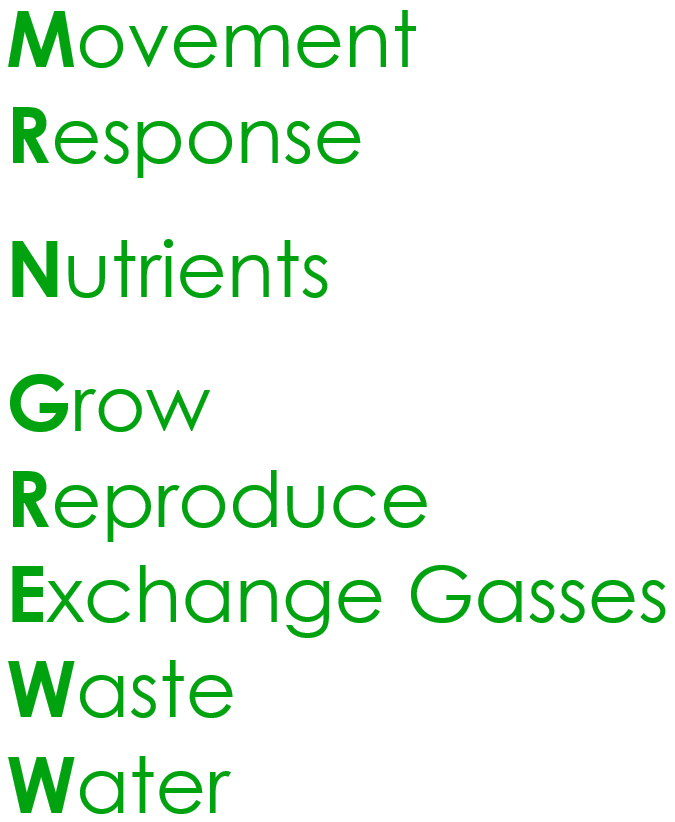 Movement
Response
Nutrients
Grow
Reproduce
Exchange Gasses
Waste
Water